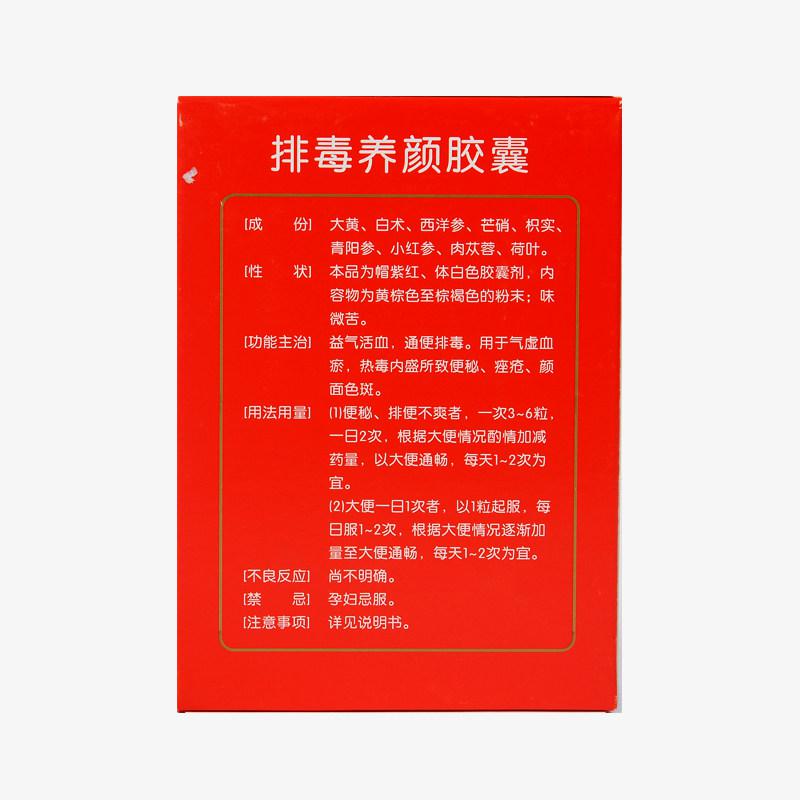 排毒养颜胶囊
[成　份] 大黄、白术、西洋参、芒硝、枳实、
青阳参、小红参、肉苁蓉、荷叶。
[性　状] 本品为帽紫红、体白色胶囊剂，内
容物为黄棕色至棕褐色的粉末；味
微苦。
[功能主治] 益气活血，通便排毒。用于气虚血
瘀，热毒内盛所致便秘、痤疮、颜
面色斑。
[用法用量] (1)便秘、排便不爽者，一次3~6粒，
一日2次，根据大便情况酌情加减
药量，以大便通畅，每天1~2次为
宜。
(2)大便一日1次者，以1粒起服，每
日服1~2次，根据大便情况逐渐加
量至大便通畅，每天1~2次为宜。
[不良反应] 尚不明确。
[禁　忌] 孕妇忌服。
[注意事项] 详见说明书。